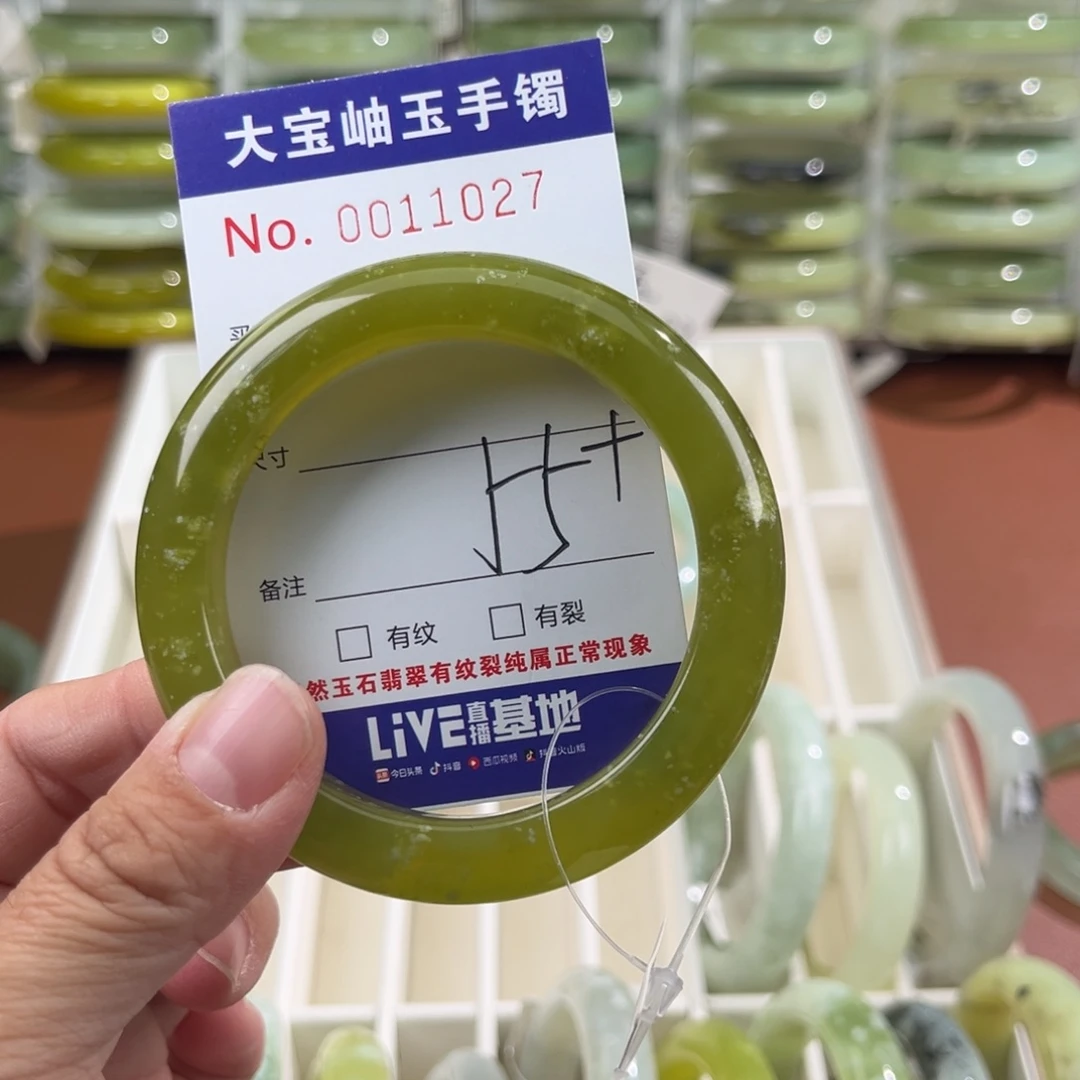 大宝岫玉手镯
No. 0011027
尺寸
55+
备注
有纹 有裂
然玉石翡翠有纹裂纯属正常现象
LiVE直播基地
今日头条 抖音 西瓜视频 抖音火山版